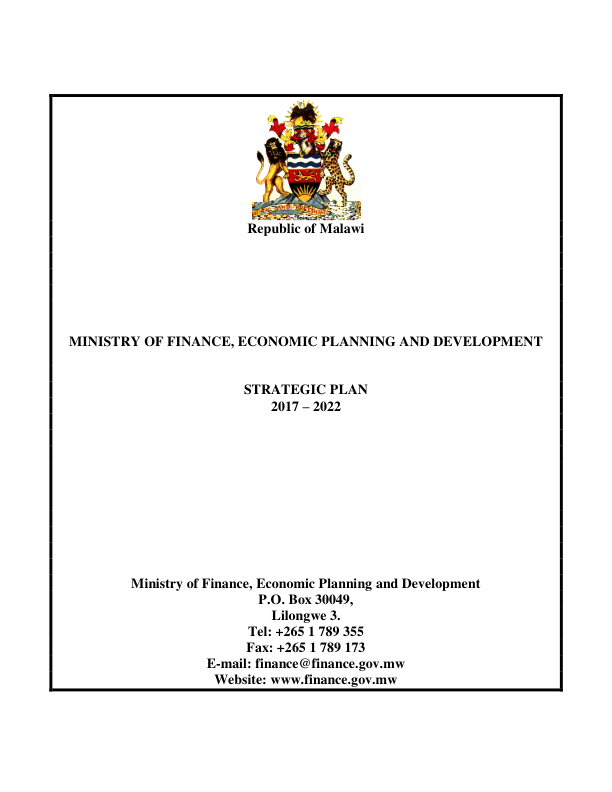 Republic of Malawi
MINISTRY OF FINANCE, ECONOMIC PLANNING AND DEVELOPMENT
STRATEGIC PLAN
2017 – 2022
Ministry of Finance, Economic Planning and Development
P.O. Box 30049,
Lilongwe 3.
Tel: +265 1 789 355
Fax: +265 1 789 173
E-mail: finance@finance.gov.mw
Website: www.finance.gov.mw